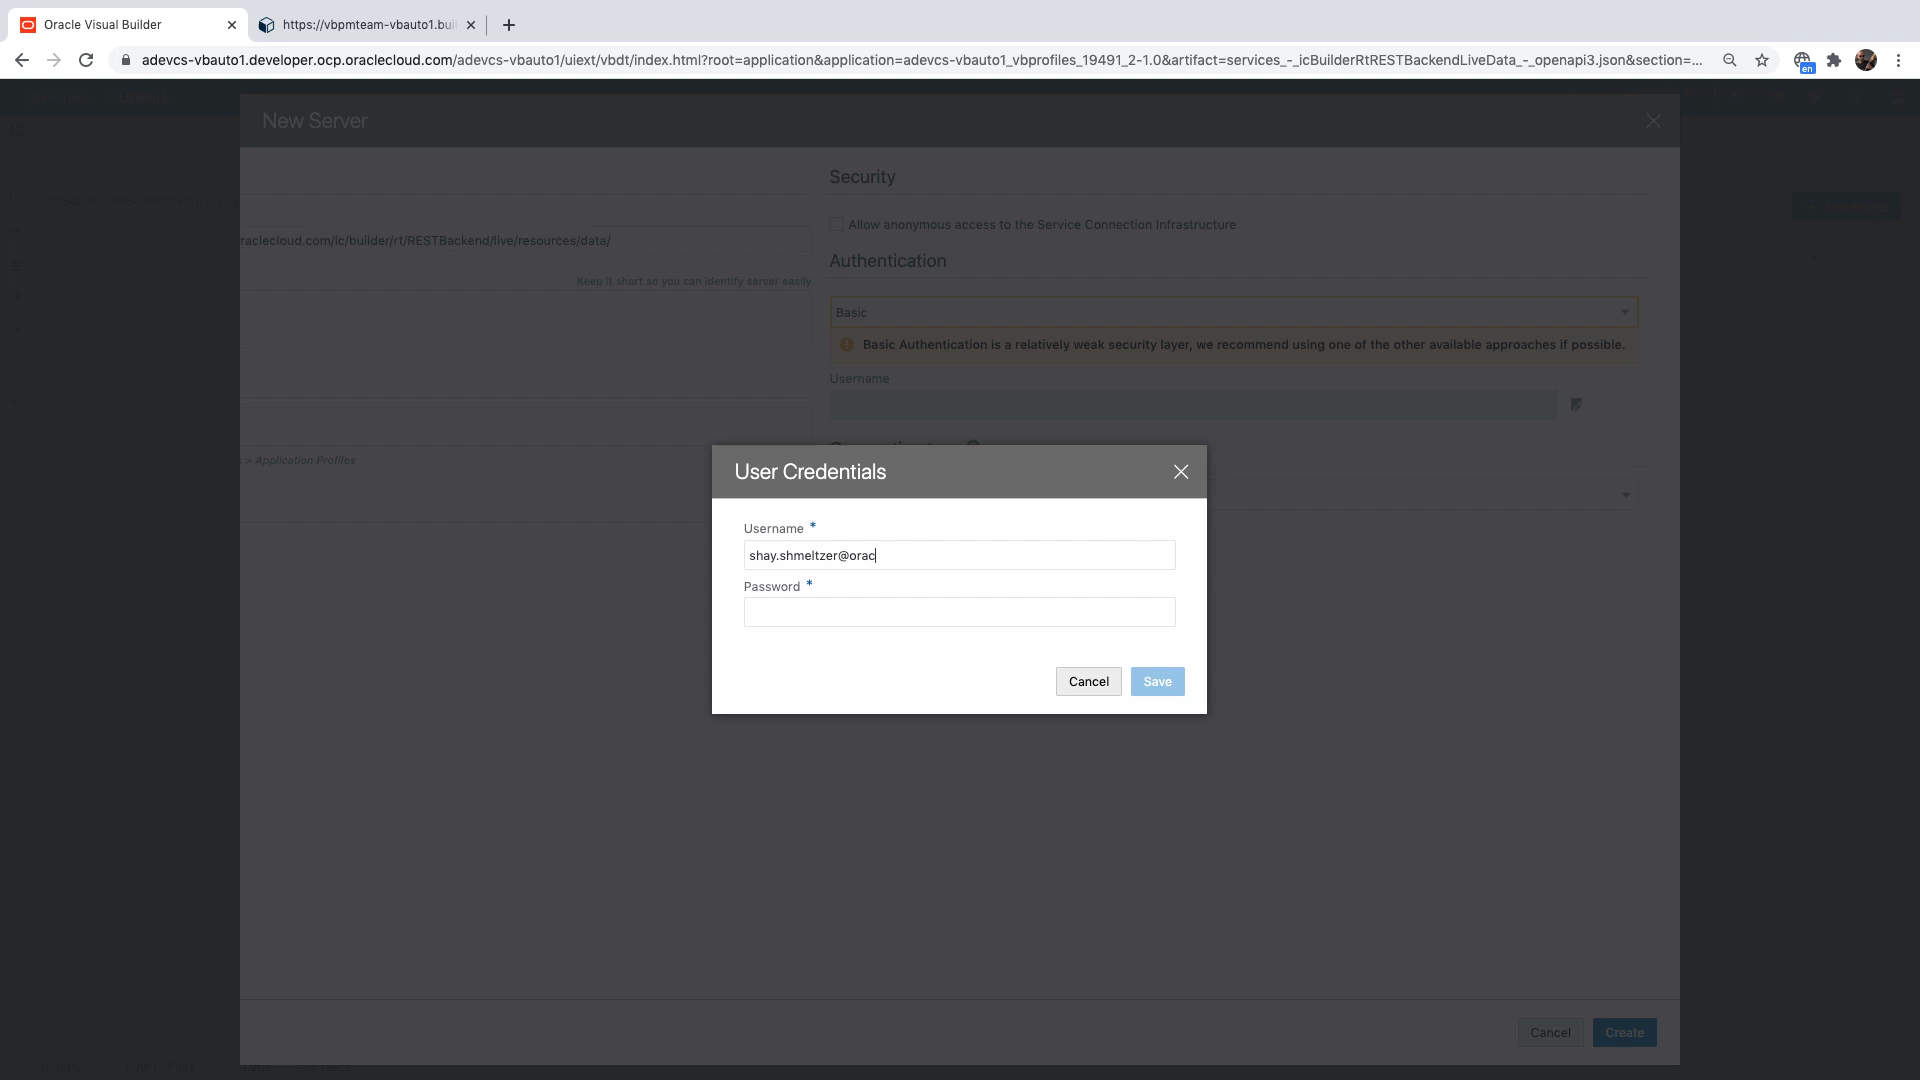 Oracle Visual Builder
https://vbpmteam-vbauto1.buil
adevcs-vbauto1.developer.ocp.oraclecloud.com/adevcs-vbauto1/uiext/vbdt/index.html?root=application&application=adevcs-vbauto1_vbprofiles_19491_2-1.0&artifact=services_-_icBuilderRtRESTBackendLiveData_-_openapi3.json&section=...
en
New Server
Security
Allow anonymous access to the Service Connection Infrastructure
raclecloud.com/ic/builder/rt/RESTBackend/live/resources/data/
Authentication
Keep it short so you can identify server easily
Basic
Basic Authentication is a relatively weak security layer, we recommend using one of the other available approaches if possible.
Username
s > Application Profiles
User Credentials
Username *
shay.shmeltzer@orac
Password *
Cancel
Save
Cancel
Create